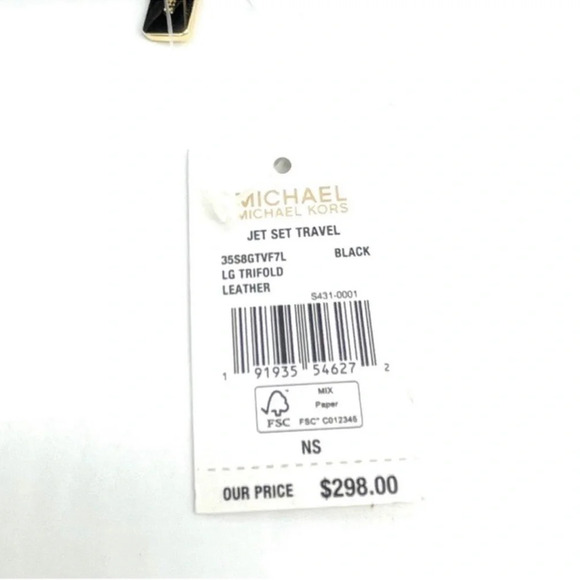 MICHAEL
MICHAEL KORS
JET SET TRAVEL
35S8GTVF7L BLACK
LG TRIFOLD
LEATHER
S431-0001
1 91935 54627 2
MIX
Paper
FSC FSC™ C012345
NS
OUR PRICE $298.00